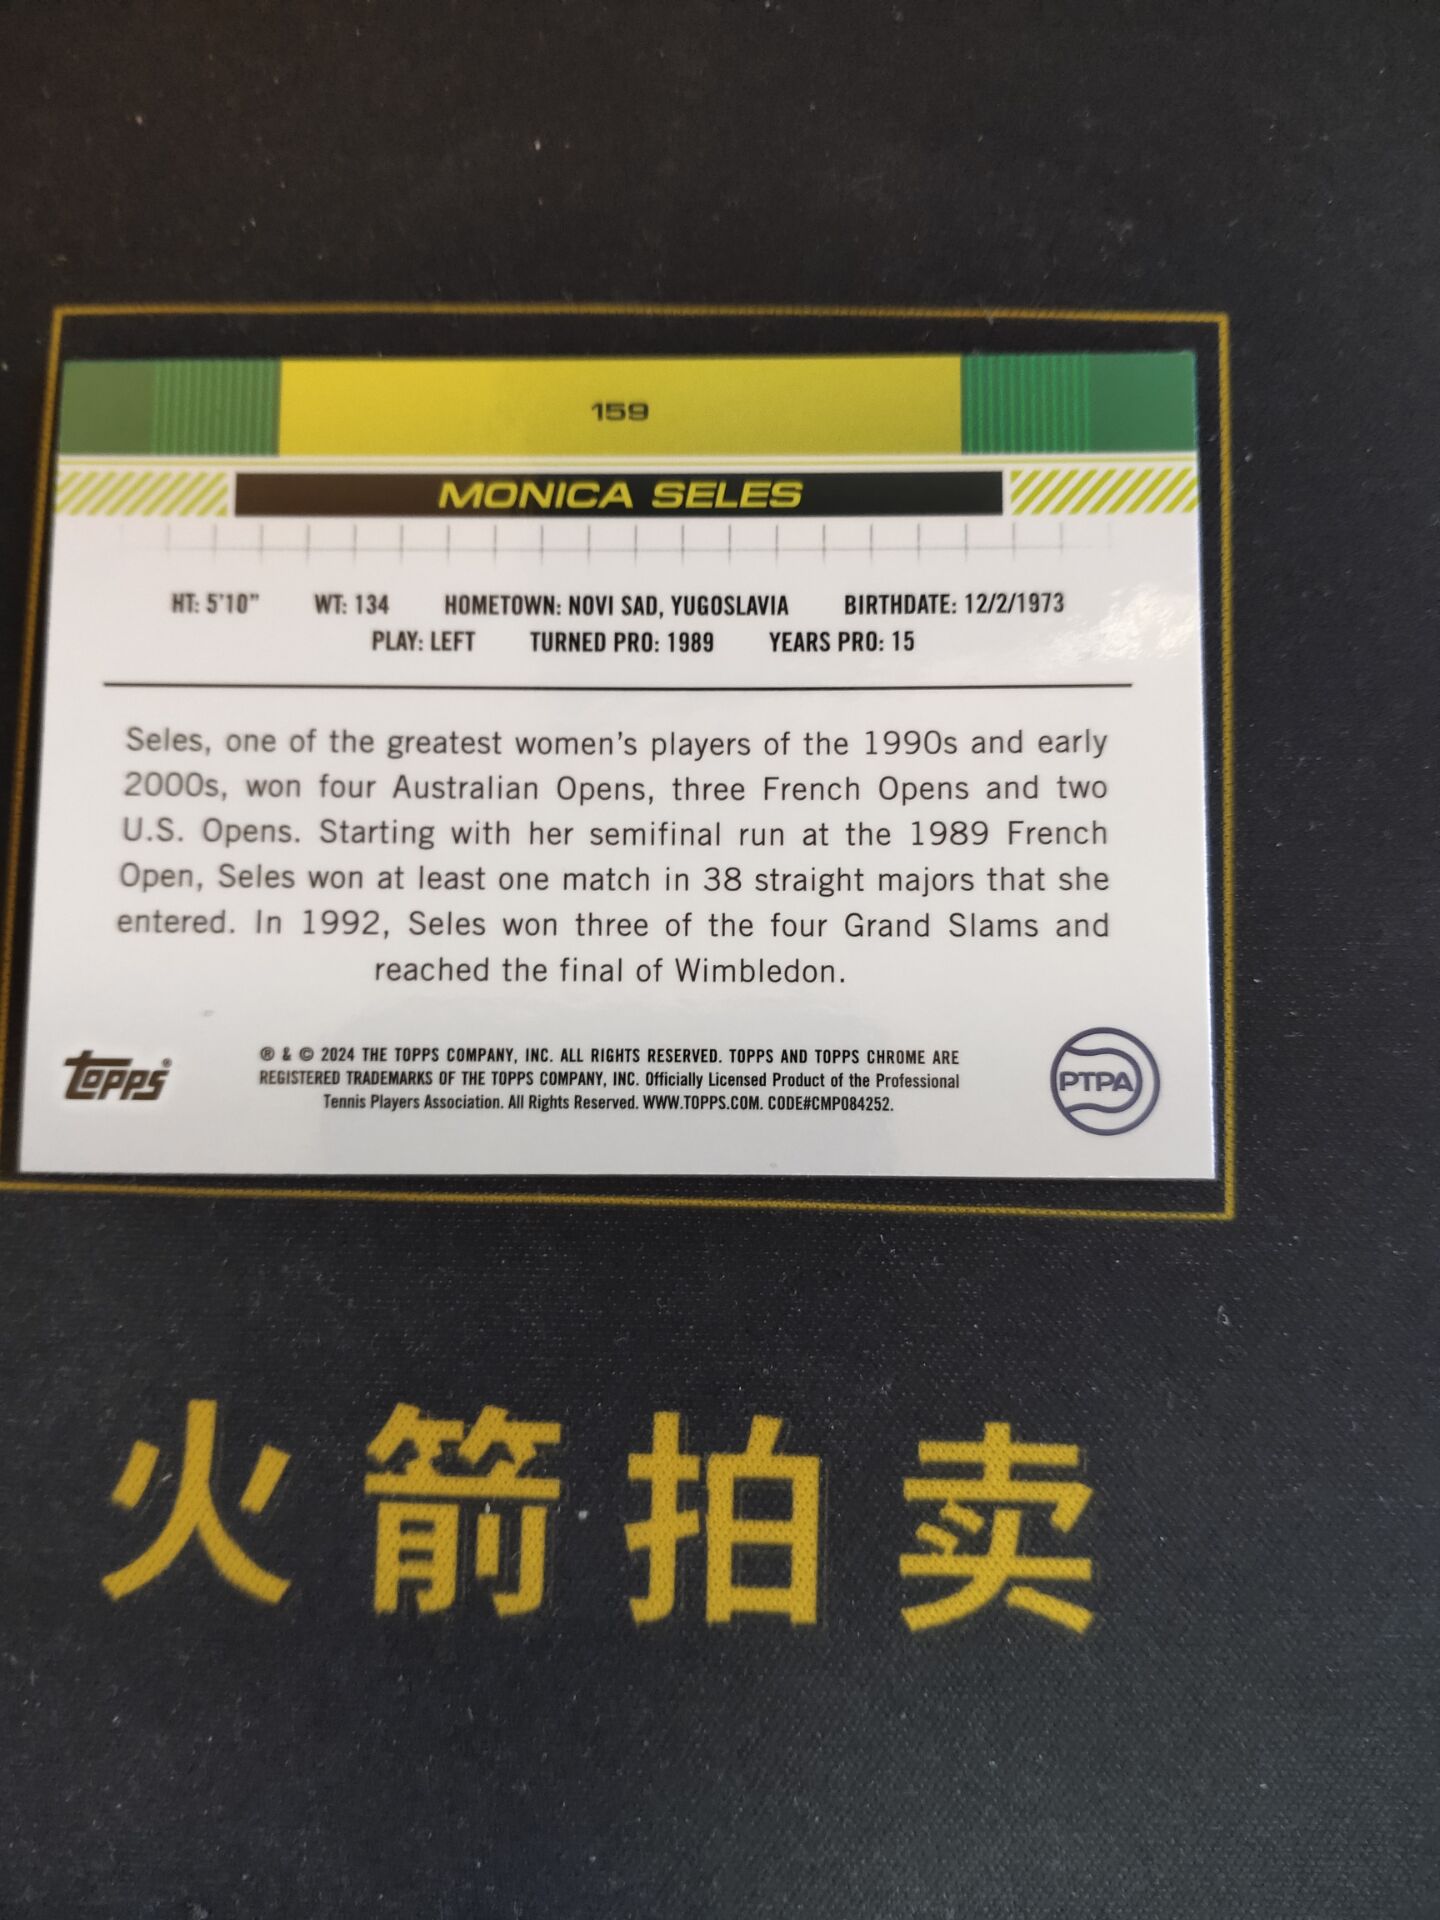 159
MONICA SELES
HT: 5'10" WT: 134 HOMETOWN: NOVI SAD, YUGOSLAVIA BIRTHDATE: 12/2/1973
PLAY: LEFT TURNED PRO: 1989 YEARS PRO: 15
Seles, one of the greatest women's players of the 1990s and early
2000s, won four Australian Opens, three French Opens and two
U.S. Opens. Starting with her semifinal run at the 1989 French
Open, Seles won at least one match in 38 straight majors that she
entered. In 1992, Seles won three of the four Grand Slams and
reached the final of Wimbledon.
Topps®
® & © 2024 THE TOPPS COMPANY, INC. ALL RIGHTS RESERVED. TOPPS AND TOPPS CHROME ARE
REGISTERED TRADEMARKS OF THE TOPPS COMPANY, INC. Officially Licensed Product of the Professional
Tennis Players Association. All Rights Reserved. WWW.TOPPS.COM. CODE#CMP084252.
PTPA
火箭拍卖